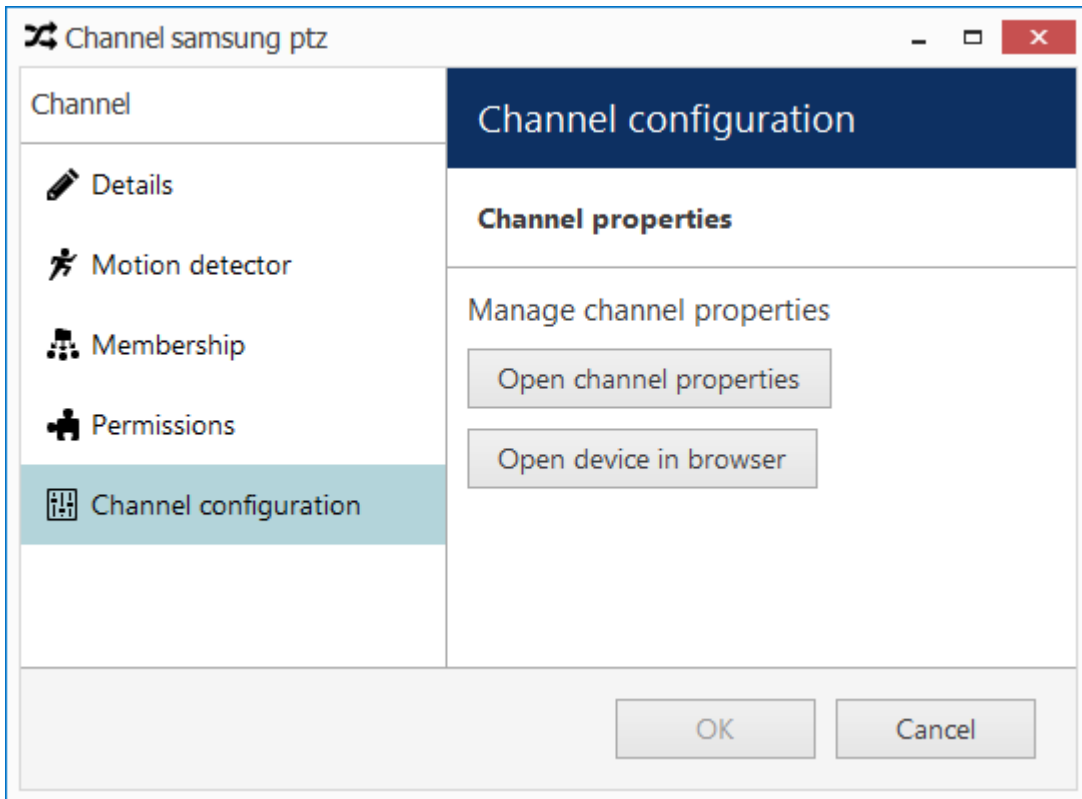 Channel samsung ptz
Channel
Details
Motion detector
Membership
Permissions
Channel configuration
Channel configuration
Channel properties
Manage channel properties
Open channel properties
Open device in browser
OK
Cancel